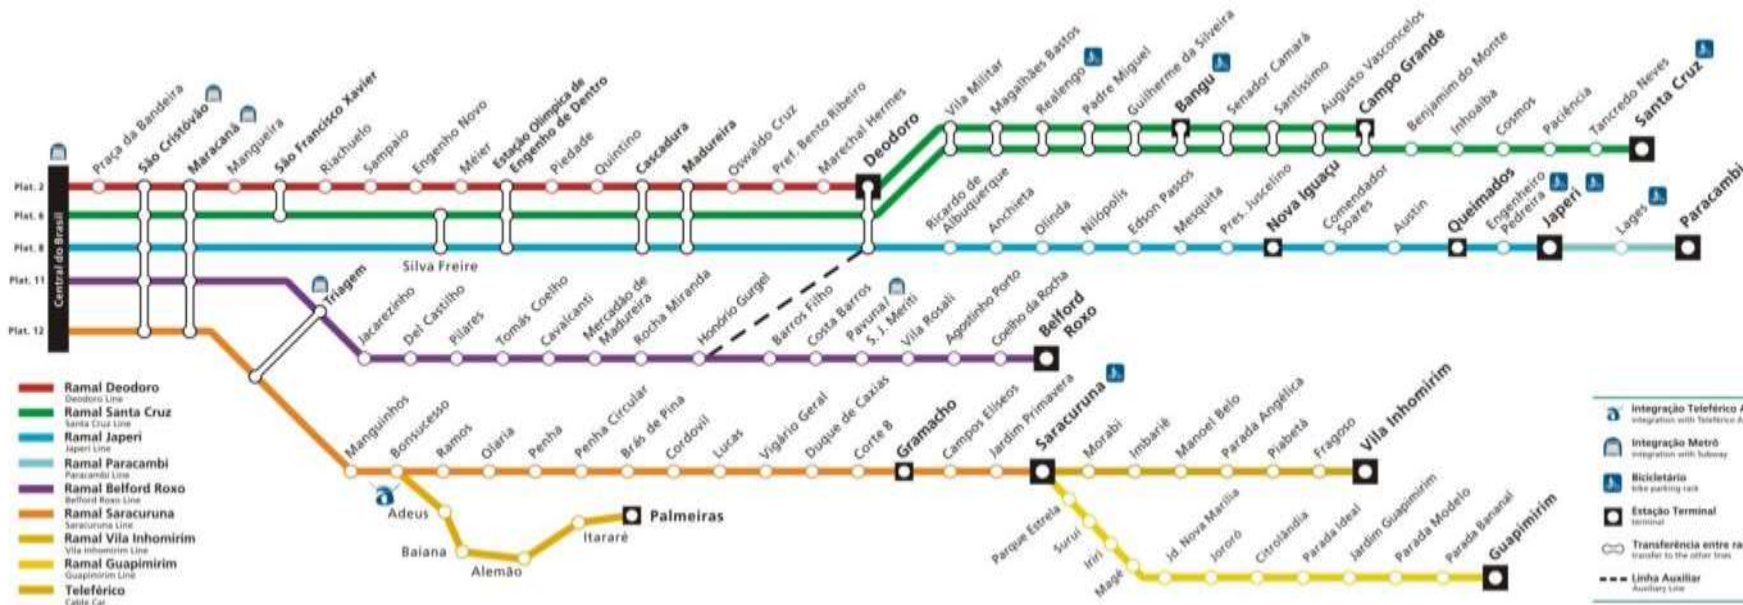 Plat. 2
Plat. 6
Plat. 8
Plat. 11
Plat. 12
Central do Brasil
Praça da Bandeira
São Cristóvão
Maracanã
Mangueira
São Francisco Xavier
Riachuelo
Sampaio
Engenho Novo
Méier
Estação Olímpica de
Engenho de Dentro
Piedade
Quintino
Cascadura
Madureira
Oswaldo Cruz
Pref. Bento Ribeiro
Marechal Hermes
Deodoro
Vila Militar
Magalhães Bastos
Realengo
Padre Miguel
Guilherme da Silveira
Bangu
Senador Camará
Santíssimo
Augusto Vasconcelos
Campo Grande
Benjamim do Monte
Inhoaíba
Cosmos
Paciência
Tancredo Neves
Santa Cruz
Silva Freire
Ricardo de
Albuquerque
Anchieta
Olinda
Nilópolis
Edson Passos
Mesquita
Pres. Juscelino
Nova Iguaçu
Comendador
Soares
Austin
Queimados
Engenheiro
Pedreira
Japeri
Lages
Paracambi
Triagem
Jacarezinho
Del Castilho
Pilares
Tomás Coelho
Cavalcanti
Mercadão de
Madureira
Rocha Miranda
Honório Gurgel
Barros Filho
Costa Barros
Pavuna/
S. J. Meriti
Vila Rosali
Agostinho Porto
Coelho da Rocha
Belford
Roxo
Manguinhos
Bonsucesso
Ramos
Olaria
Penha
Penha Circular
Brás de Pina
Cordovil
Lucas
Vigário Geral
Duque de Caxias
Corte 8
Gramacho
Campos Elíseos
Jardim Primavera
Saracuruna
Morabi
Imbariê
Manoel Belo
Parada Angélica
Piabetá
Fragoso
Vila Inhomirim
Adeus
Baiana
Alemão
Itararé
Palmeiras
Parque Estrela
Suruí
Iriri
Magé
Jd. Nova Marília
Jororó
Citrolândia
Parada Ideal
Jardim Guapimirim
Parada Modelo
Parada Bananal
Guapimirim
Ramal Deodoro
Deodoro Line
Ramal Santa Cruz
Santa Cruz Line
Ramal Japeri
Japeri Line
Ramal Paracambi
Paracambi Line
Ramal Belford Roxo
Belford Roxo Line
Ramal Saracuruna
Saracuruna Line
Ramal Vila Inhomirim
Vila Inhomirim Line
Ramal Guapimirim
Guapimirim Line
Teleférico
Cable Car
Integração Teleférico A
integration with Teleférico A
Integração Metrô
integration with Subway
Bicicletário
bike parking rack
Estação Terminal
terminal
Transferência entre ra
transfer to the other lines
Linha Auxiliar
Auxiliary Line